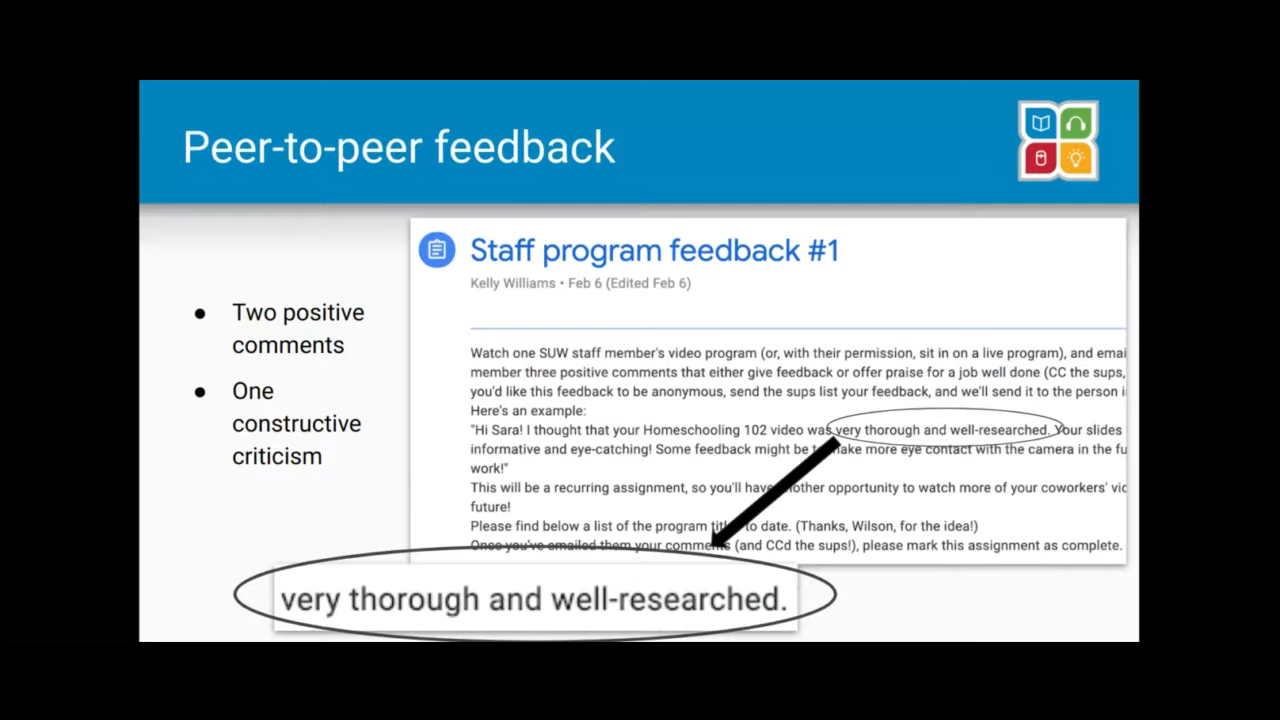 Peer-to-peer feedback
● Two positive
comments
● One
constructive
criticism
Staff program feedback #1
Kelly Williams • Feb 6 (Edited Feb 6)
Watch one SUW staff member's video program (or, with their permission, sit in on a live program), and
member three positive comments that either give feedback or offer praise for a job well done (CC the sups,
you'd like this feedback to be anonymous, send the sups list your feedback, and we'll send it to the person
Here's an example:
"Hi Sara! I thought that your Homeschooling 102 video was very thorough and well-researched. Your slides
informative and eye-catching! Some feedback might be to make more eye contact with the camera in the
work!"
This will be a recurring assignment, so you'll have another opportunity to watch more of your coworkers'
future!
Please find below a list of the program titles to date. (Thanks, Wilson, for the idea!)
Once you've emailed them your comments (and CCd the sups!), please mark this assignment as complete.
very thorough and well-researched.